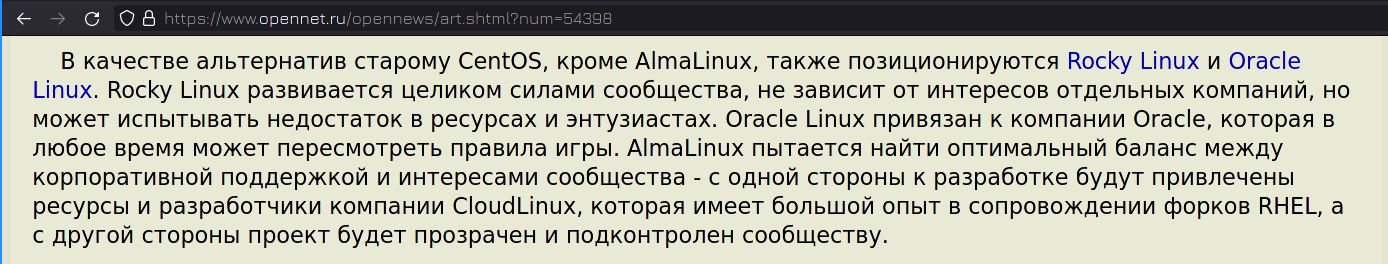 https://www.opennet.ru/opennews/art.shtml?num=54398
В качестве альтернатив старому CentOS, кроме AlmaLinux, также позиционируются Rocky Linux и Oracle
Linux. Rocky Linux развивается целиком силами сообщества, не зависит от интересов отдельных компаний, но
может испытывать недостаток в ресурсах и энтузиастах. Oracle Linux привязан к компании Oracle, которая в
любое время может пересмотреть правила игры. AlmaLinux пытается найти оптимальный баланс между
корпоративной поддержкой и интересами сообщества - с одной стороны к разработке будут привлечены
ресурсы и разработчики компании CloudLinux, которая имеет большой опыт в сопровождении форков RHEL, а
с другой стороны проект будет прозрачен и подконтролен сообществу.